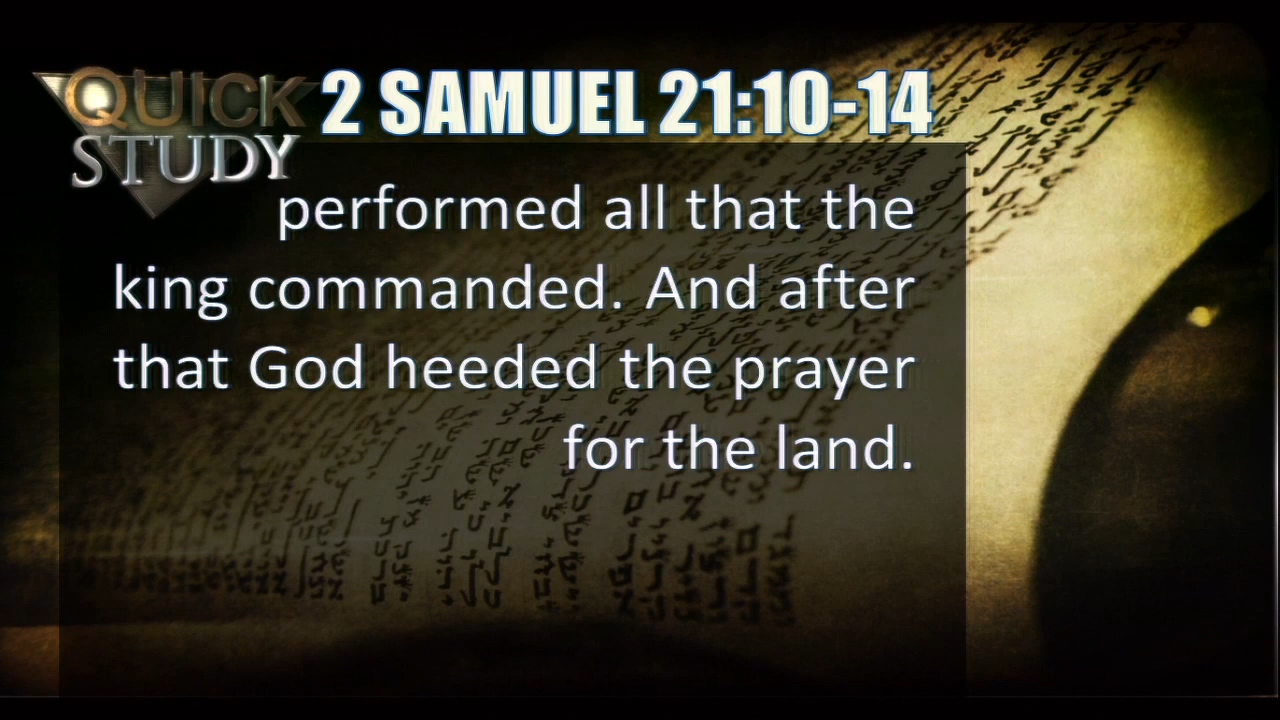 QUICK
STUDY
2 SAMUEL 21:10-14
performed all that the
king commanded. And after
that God heeded the prayer
for the land.